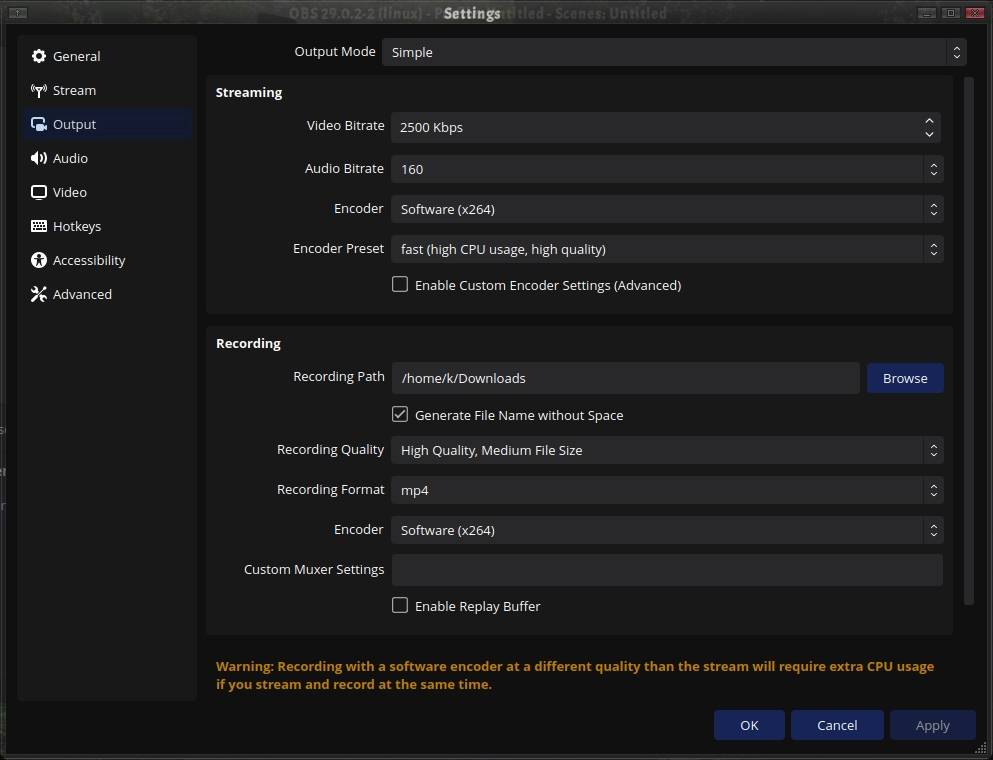 OBS 29.0.2-2 (linux) - P
Settings
ntitled - Scenes: Untitled
General
Stream
Output
Audio
Video
Hotkeys
Accessibility
Advanced
Output Mode Simple
Streaming
Video Bitrate 2500 Kbps
Audio Bitrate 160
Encoder Software (x264)
Encoder Preset fast (high CPU usage, high quality)
Enable Custom Encoder Settings (Advanced)
Recording
Recording Path /home/k/Downloads Browse
Generate File Name without Space
Recording Quality High Quality, Medium File Size
Recording Format mp4
Encoder Software (x264)
Custom Muxer Settings
Enable Replay Buffer
Warning: Recording with a software encoder at a different quality than the stream will require extra CPU usage
if you stream and record at the same time.
OK Cancel Apply